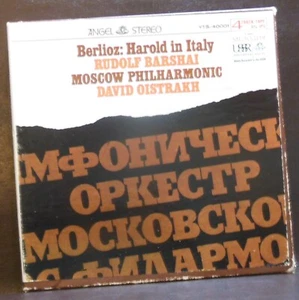 ANGEL STEREO
Berlioz: Harold in Italy
RUDOLF BARSHAI
MOSCOW PHILHARMONIC
DAVID OISTRAKH
МФОНИЧЕСК
ОРКЕСТР
МОСКОВСКО
Ф ФИЛАРМО